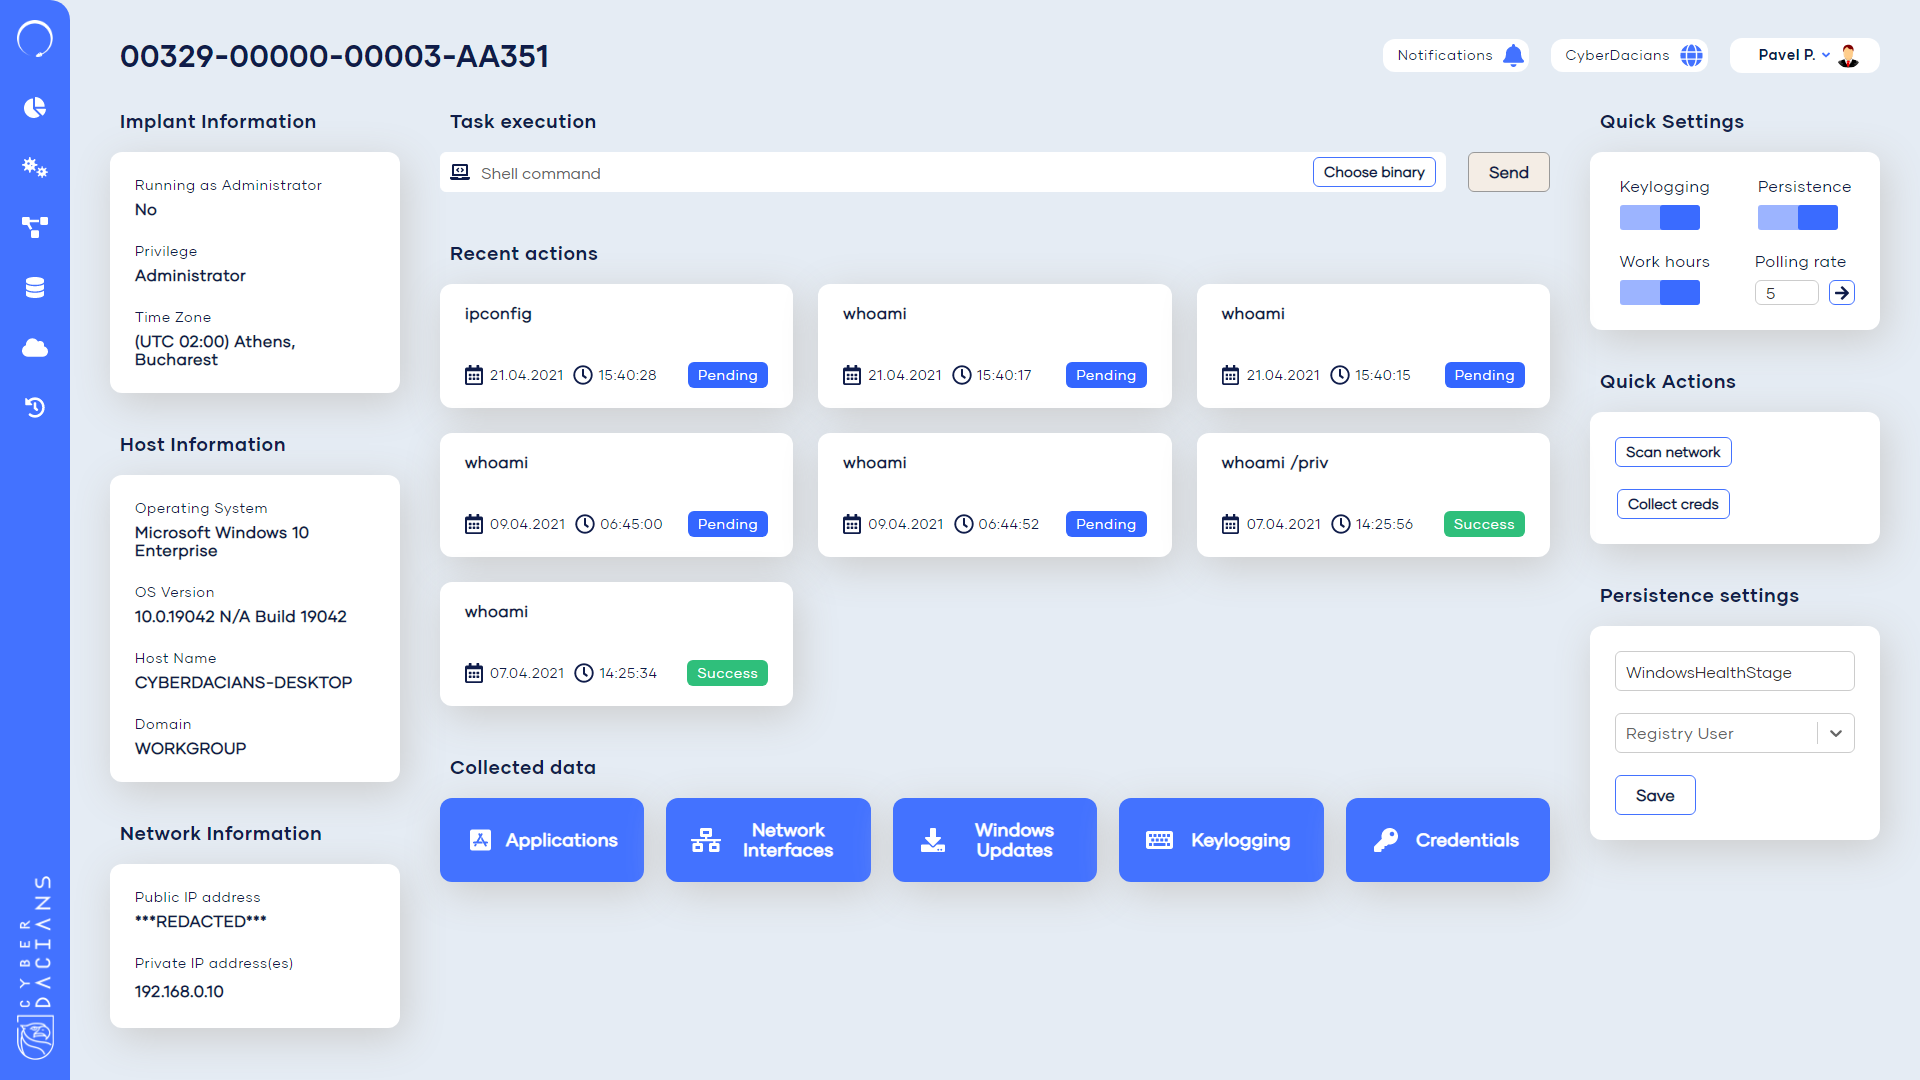 00329-00000-00003-AA351
Notifications
CyberDacians
Pavel P.
Implant Information
Running as Administrator
No
Privilege
Administrator
Time Zone
(UTC 02:00) Athens,
Bucharest
Host Information
Operating System
Microsoft Windows 10
Enterprise
OS Version
10.0.19042 N/A Build 19042
Host Name
CYBERDACIANS-DESKTOP
Domain
WORKGROUP
Network Information
Public IP address
***REDACTED***
Private IP address(es)
192.168.0.10
Task execution
Shell command
Choose binary
Send
Recent actions
ipconfig
21.04.2021 15:40:28 Pending
whoami
21.04.2021 15:40:17 Pending
whoami
21.04.2021 15:40:15 Pending
whoami
09.04.2021 06:45:00 Pending
whoami
09.04.2021 06:44:52 Pending
whoami /priv
07.04.2021 14:25:56 Success
whoami
07.04.2021 14:25:34 Success
Collected data
Applications
Network
Interfaces
Windows
Updates
Keylogging
Credentials
Quick Settings
Keylogging
Persistence
Work hours
Polling rate
5
Quick Actions
Scan network
Collect creds
Persistence settings
WindowsHealthStage
Registry User
Save
CYBER
DACIANS